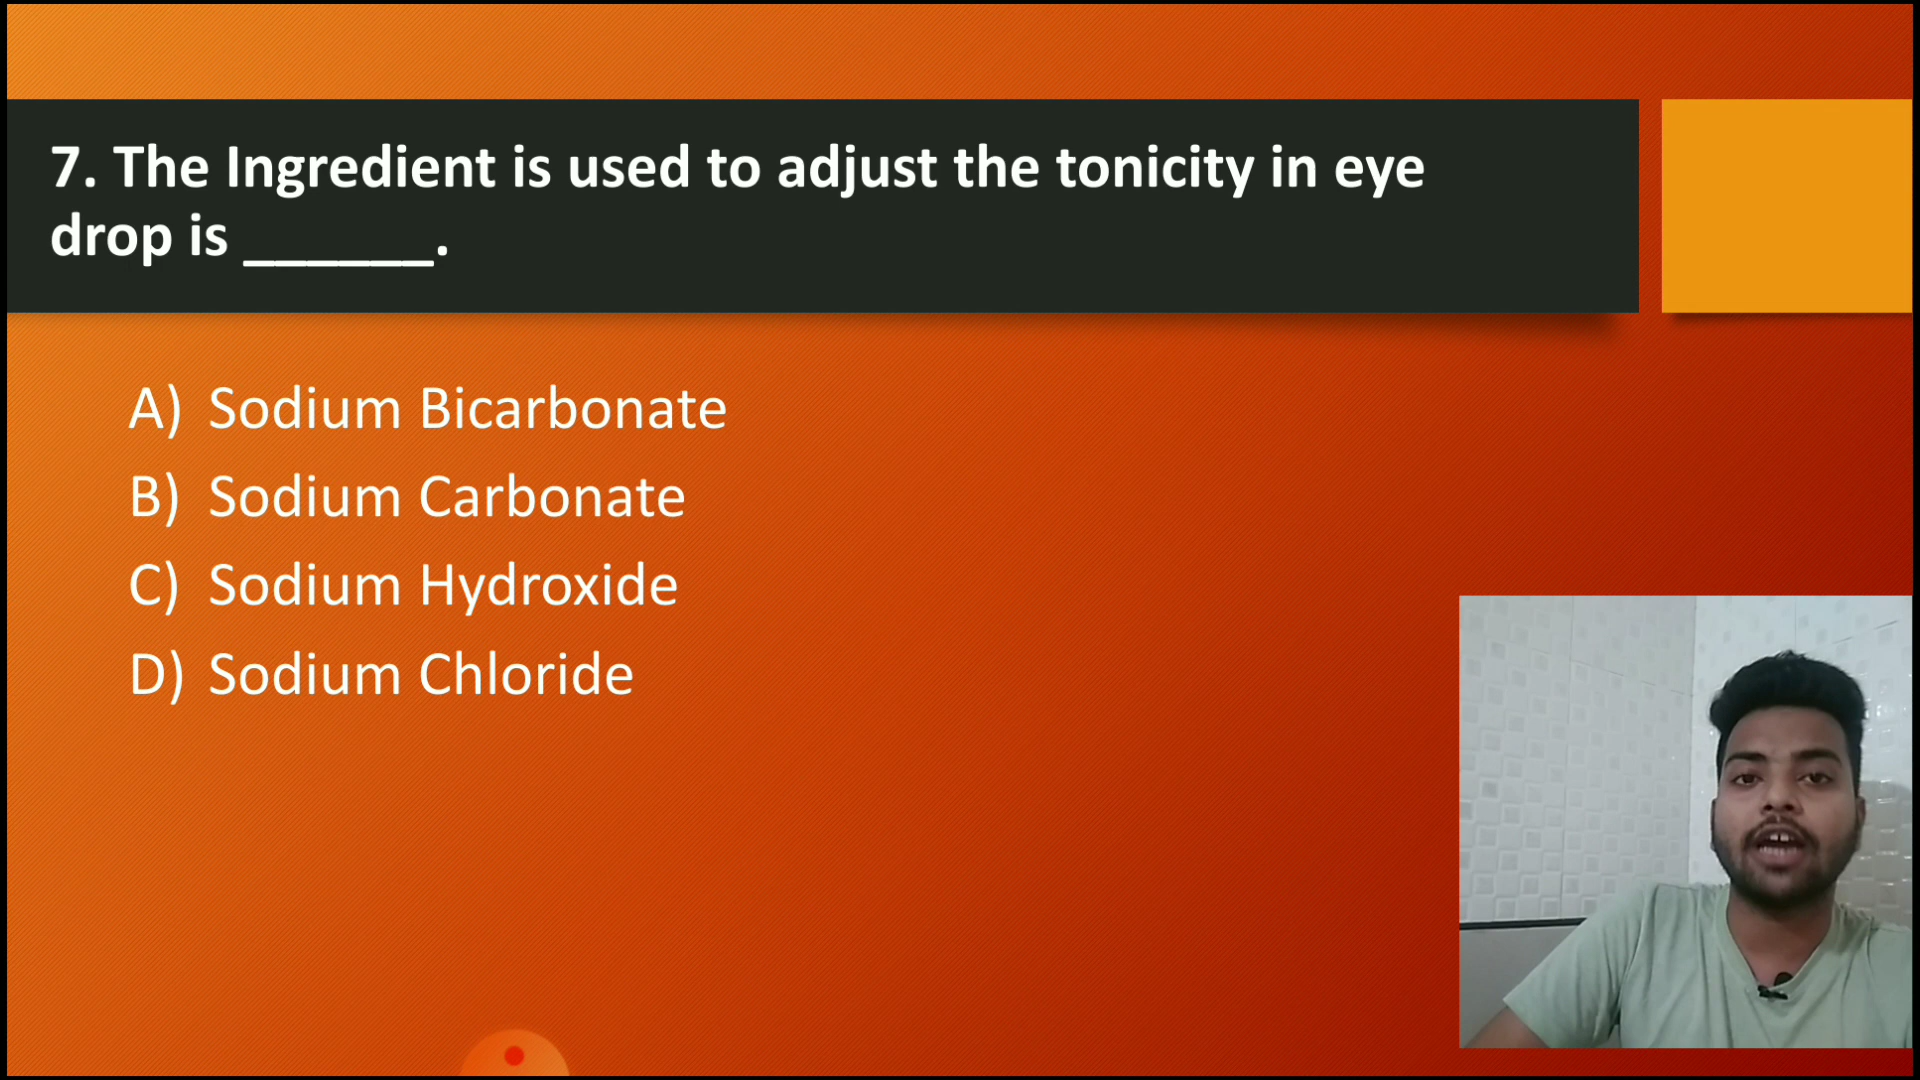 7. The Ingredient is used to adjust the tonicity in eye
drop is ______.
A) Sodium Bicarbonate
B) Sodium Carbonate
C) Sodium Hydroxide
D) Sodium Chloride